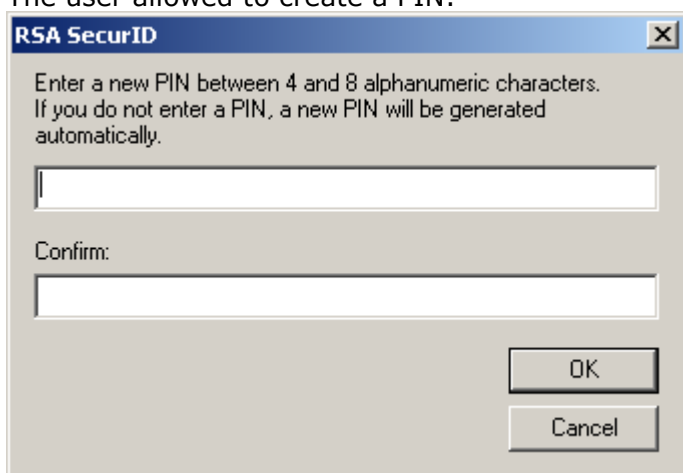 The user allowed to create a PIN.
RSA SecurID
Enter a new PIN between 4 and 8 alphanumeric characters.
If you do not enter a PIN, a new PIN will be generated
automatically.
Confirm:
OK
Cancel